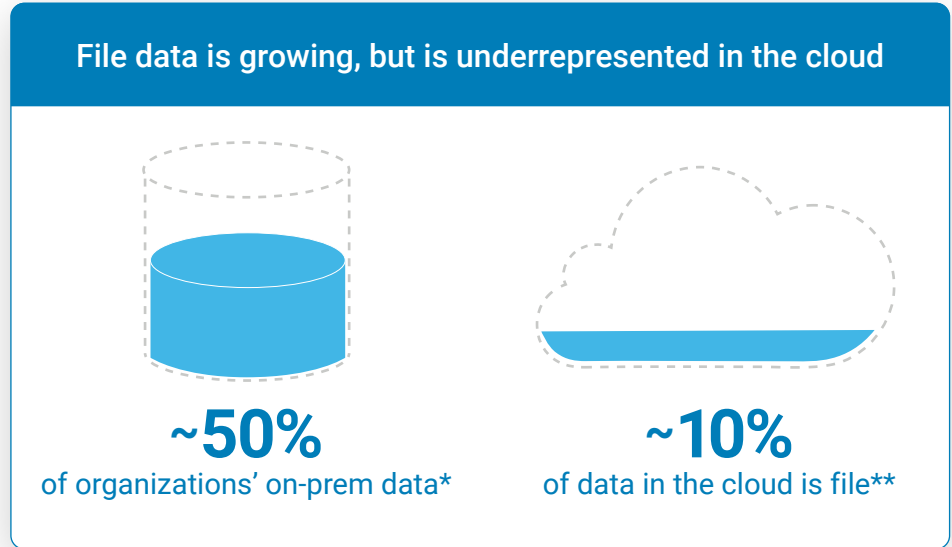 File data is growing, but is underrepresented in the cloud
~50%
of organizations’ on-prem data*
~10%
of data in the cloud is file**